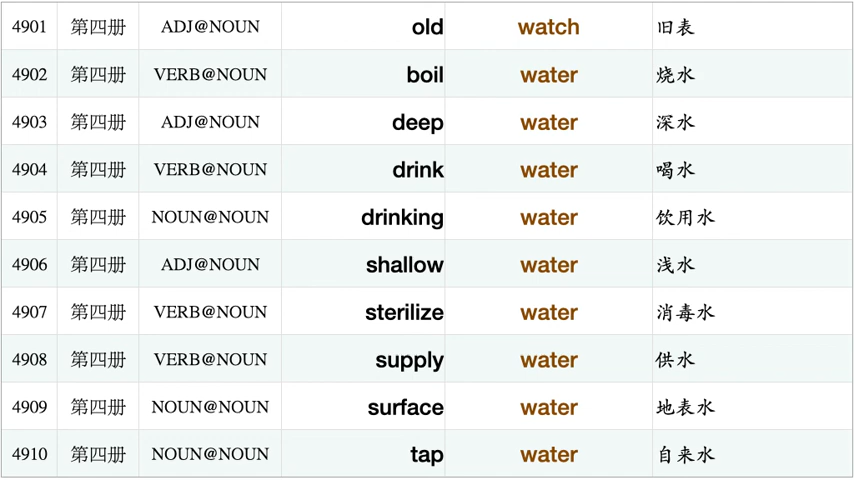 4901 第四册 ADJ@NOUN old watch 旧表
4902 第四册 VERB@NOUN boil water 烧水
4903 第四册 ADJ@NOUN deep water 深水
4904 第四册 VERB@NOUN drink water 喝水
4905 第四册 NOUN@NOUN drinking water 饮用水
4906 第四册 ADJ@NOUN shallow water 浅水
4907 第四册 VERB@NOUN sterilize water 消毒水
4908 第四册 VERB@NOUN supply water 供水
4909 第四册 NOUN@NOUN surface water 地表水
4910 第四册 NOUN@NOUN tap water 自来水